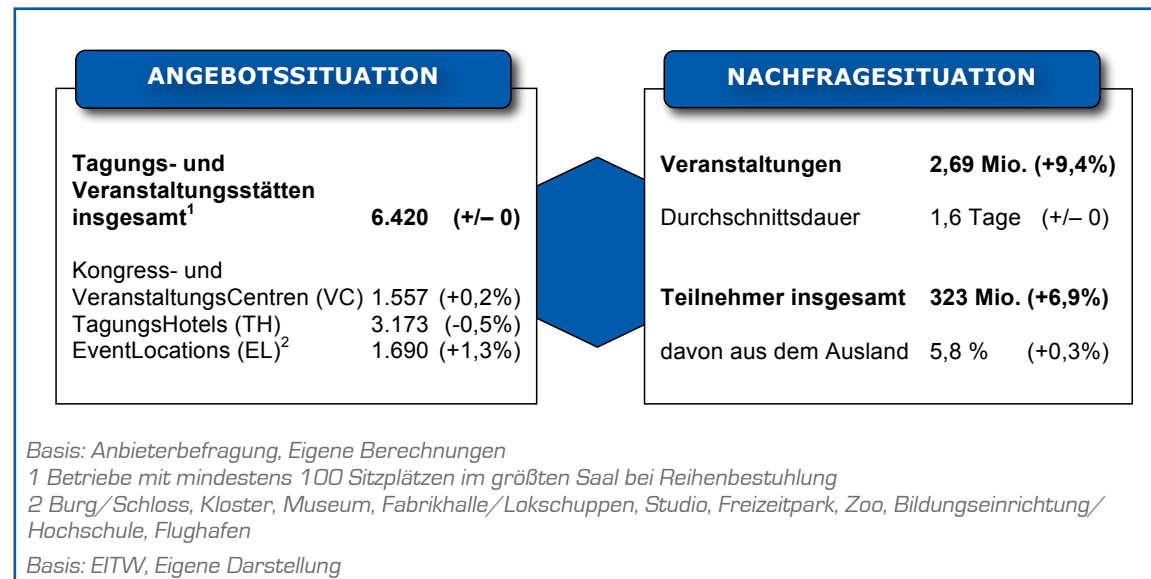 ANGEBOTSSITUATION
Tagungs- und
Veranstaltungsstätten
insgesamt1 6.420 (+/– 0)
Kongress- und
VeranstaltungsCentren (VC) 1.557 (+0,2%)
TagungsHotels (TH) 3.173 (-0,5%)
EventLocations (EL)2 1.690 (+1,3%)
NACHFRAGESITUATION
Veranstaltungen 2,69 Mio. (+9,4%)
Durchschnittsdauer 1,6 Tage (+/– 0)
Teilnehmer insgesamt 323 Mio. (+6,9%)
davon aus dem Ausland 5,8 % (+0,3%)
Basis: Anbieterbefragung, Eigene Berechnungen
1 Betriebe mit mindestens 100 Sitzplätzen im größten Saal bei Reihenbestuhlung
2 Burg/Schloss, Kloster, Museum, Fabrikhalle/Lokschuppen, Studio, Freizeitpark, Zoo, Bildungseinrichtung/
Hochschule, Flughafen
Basis: EITW, Eigene Darstellung